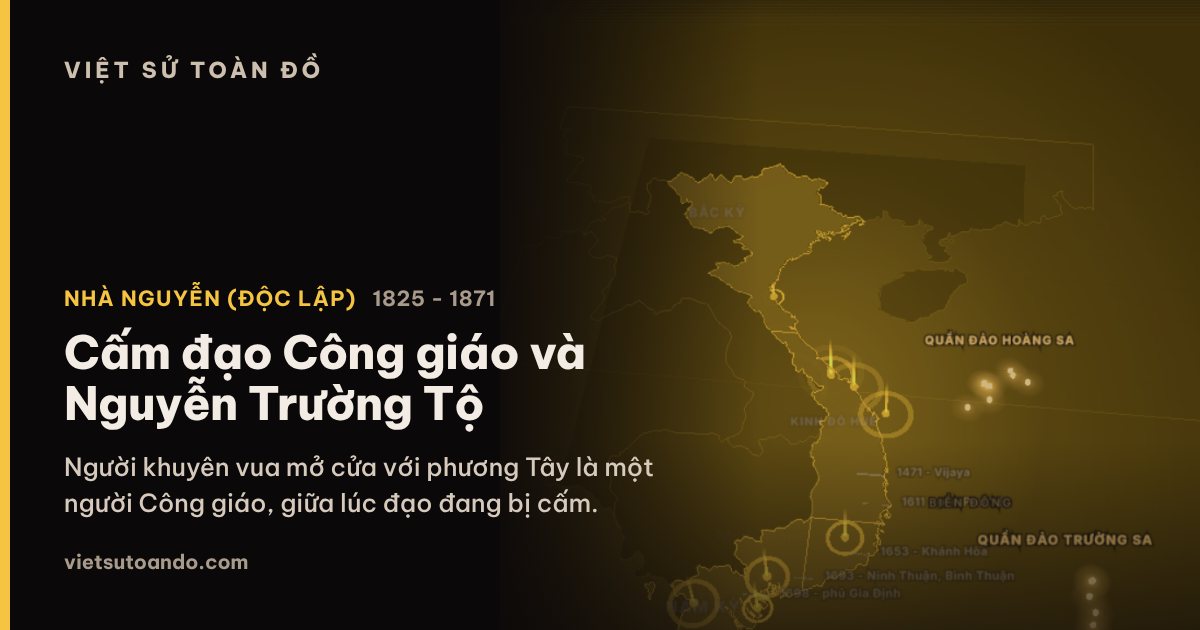 VIỆT SỬ TOÀN ĐỒ
NHÀ NGUYỄN (ĐỘC LẬP) 1825 - 1871
Cấm đạo Công giáo và
Nguyễn Trường Tộ
Người khuyên vua mở cửa với phương Tây là một
người Công giáo, giữa lúc đạo đang bị cấm.
vietsutoando.com
BẮC KỲ
QUẦN ĐẢO HOÀNG SA
KINH ĐÔ HUẾ
1471 - Vijaya
1611
BIỂN ĐÔNG
QUẦN ĐẢO TRƯỜNG SA
1653 - Khánh Hòa
1693 - Ninh Thuận, Bình Thuận
1698 - phủ Gia Định